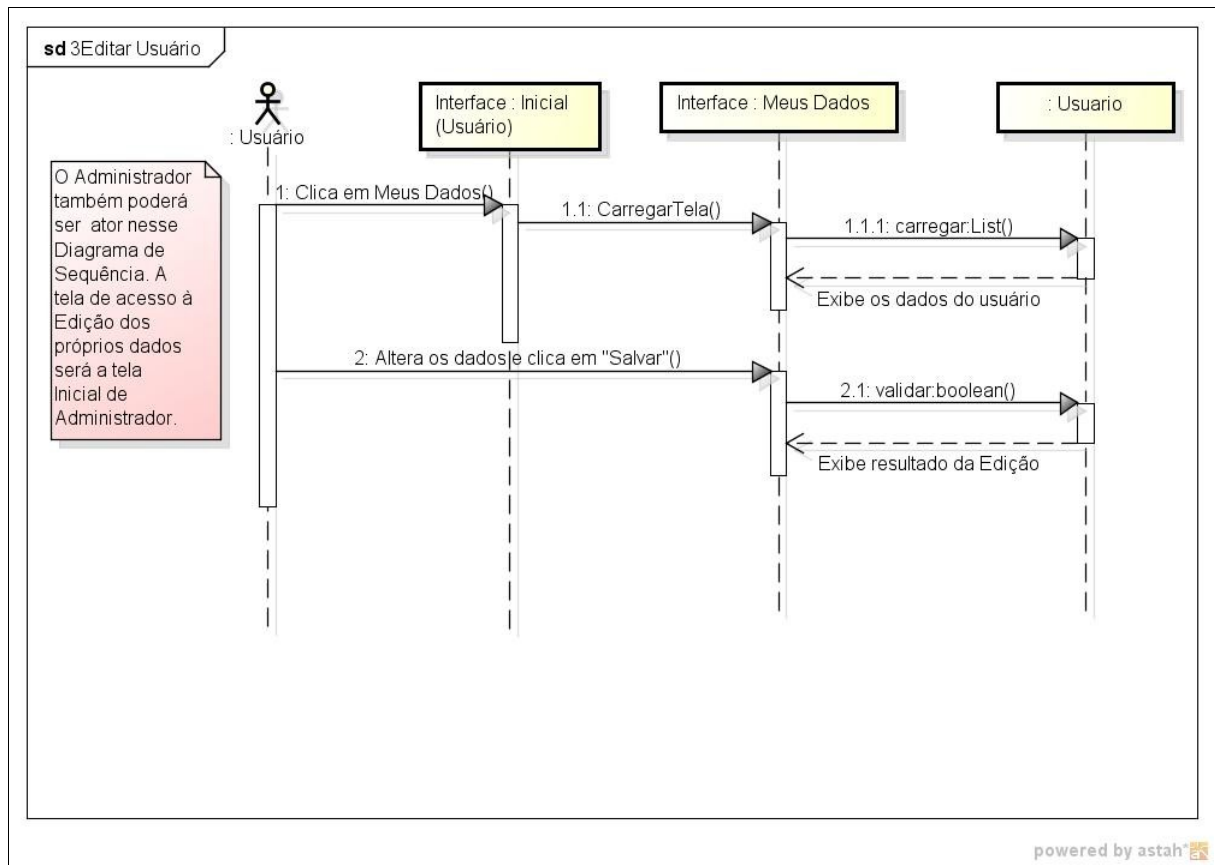 sd 3Editar Usuário
: Usuário
Interface : Inicial
(Usuário)
Interface : Meus Dados
: Usuario
O Administrador
também poderá
ser ator nesse
Diagrama de
Sequência. A
tela de acesso à
Edição dos
próprios dados
será a tela
Inicial de
Administrador.
1: Clica em Meus Dados()
1.1: CarregarTela()
1.1.1: carregar:List()
Exibe os dados do usuário
2: Altera os dados e clica em "Salvar"()
2.1: validar:boolean()
Exibe resultado da Edição
powered by astah*